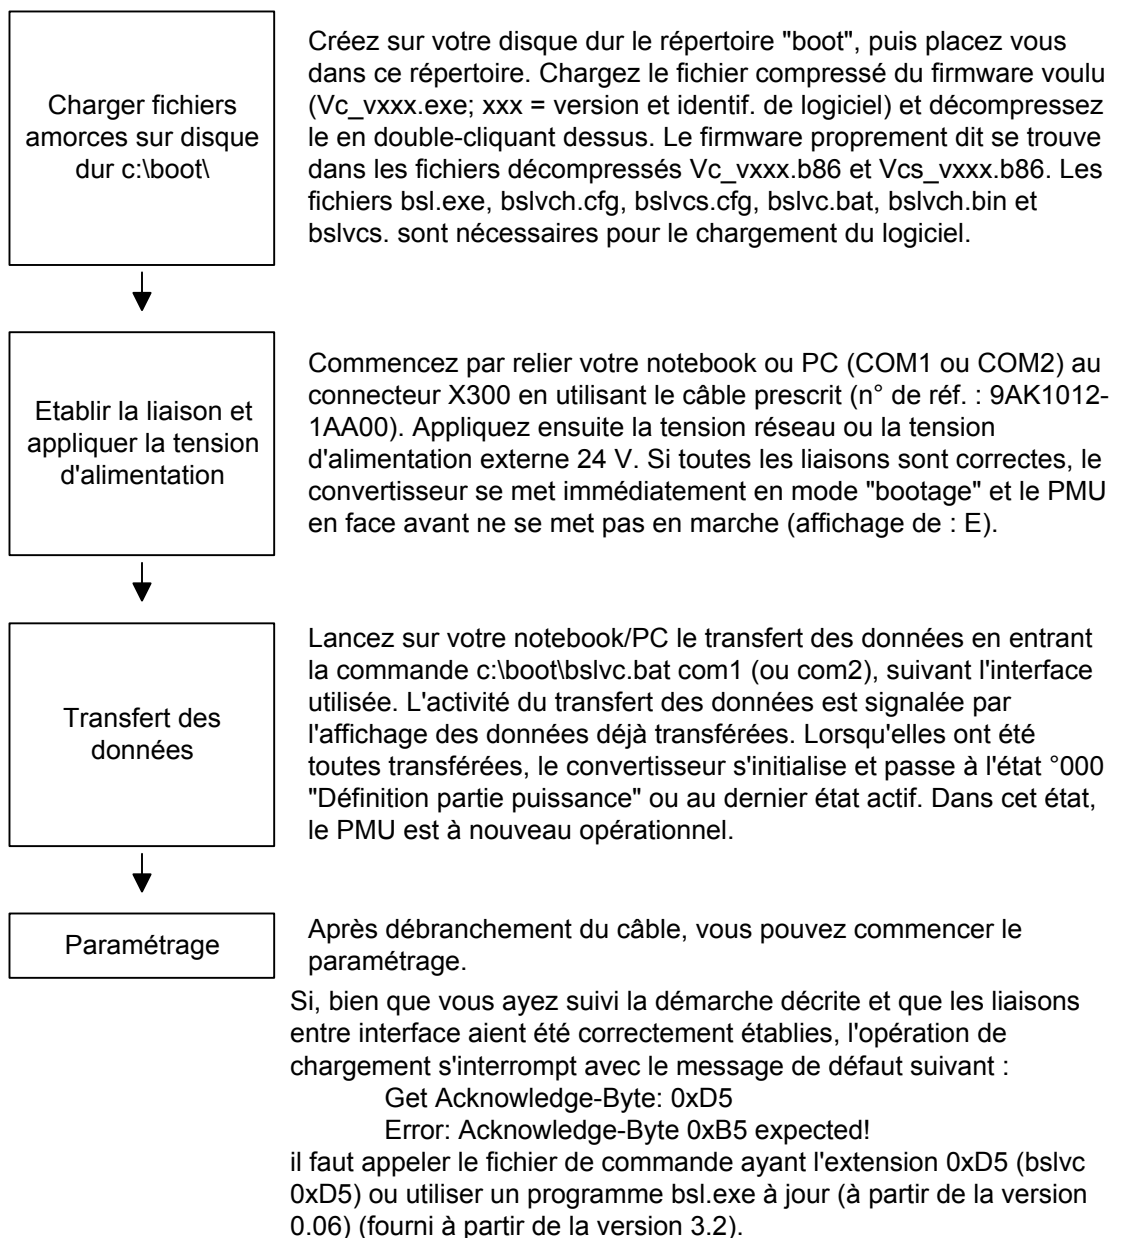 Charger fichiers
amorces sur disque
dur c:\boot\
Créez sur votre disque dur le répertoire "boot", puis placez vous
dans ce répertoire. Chargez le fichier compressé du firmware voulu
(Vc_vxxx.exe; xxx = version et identif. de logiciel) et décompressez
le en double-cliquant dessus. Le firmware proprement dit se trouve
dans les fichiers décompressés Vc_vxxx.b86 et Vcs_vxxx.b86. Les
fichiers bsl.exe, bslvch.cfg, bslvcs.cfg, bslvc.bat, bslvch.bin et
bslvcs. sont nécessaires pour le chargement du logiciel.
Etablir la liaison et
appliquer la tension
d'alimentation
Commencez par relier votre notebook ou PC (COM1 ou COM2) au
connecteur X300 en utilisant le câble prescrit (n° de réf. : 9AK1012-
1AA00). Appliquez ensuite la tension réseau ou la tension
d'alimentation externe 24 V. Si toutes les liaisons sont correctes, le
convertisseur se met immédiatement en mode "bootage" et le PMU
en face avant ne se met pas en marche (affichage de : E).
Transfert des
données
Lancez sur votre notebook/PC le transfert des données en entrant
la commande c:\boot\bslvc.bat com1 (ou com2), suivant l'interface
utilisée. L'activité du transfert des données est signalée par
l'affichage des données déjà transférées. Lorsqu'elles ont été
toutes transférées, le convertisseur s'initialise et passe à l'état °000
"Définition partie puissance" ou au dernier état actif. Dans cet état,
le PMU est à nouveau opérationnel.
Paramétrage
Après débranchement du câble, vous pouvez commencer le
paramétrage.
Si, bien que vous ayez suivi la démarche décrite et que les liaisons
entre interface aient été correctement établies, l'opération de
chargement s'interrompt avec le message de défaut suivant :
Get Acknowledge-Byte: 0xD5
Error: Acknowledge-Byte 0xB5 expected!
il faut appeler le fichier de commande ayant l'extension 0xD5 (bslvc
0xD5) ou utiliser un programme bsl.exe à jour (à partir de la version
0.06) (fourni à partir de la version 3.2).